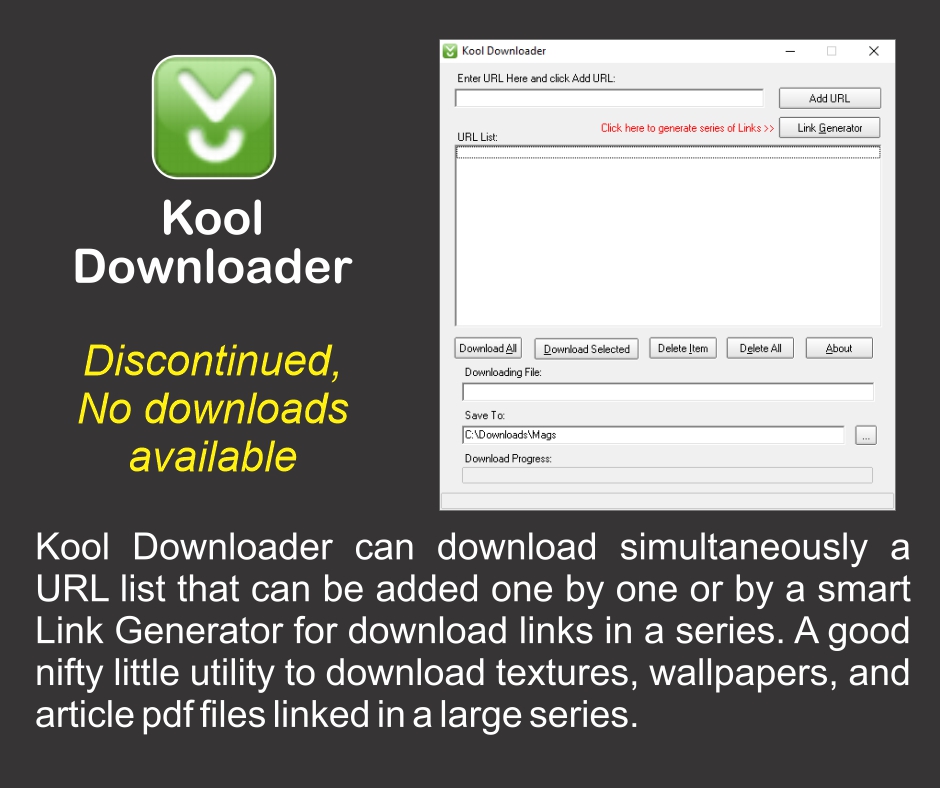 Kool
Downloader
Discontinued,
No downloads
available
Kool Downloader
Enter URL Here and click Add URL:
Add URL
Click here to generate series of Links >>
Link Generator
URL List:
Download All
Download Selected
Delete Item
Delete All
About
Downloading File:
Save To:
C:\Downloads\Mags
...
Download Progress:
Kool Downloader can download simultaneously a
URL list that can be added one by one or by a smart
Link Generator for download links in a series. A good
nifty little utility to download textures, wallpapers, and
article pdf files linked in a large series.